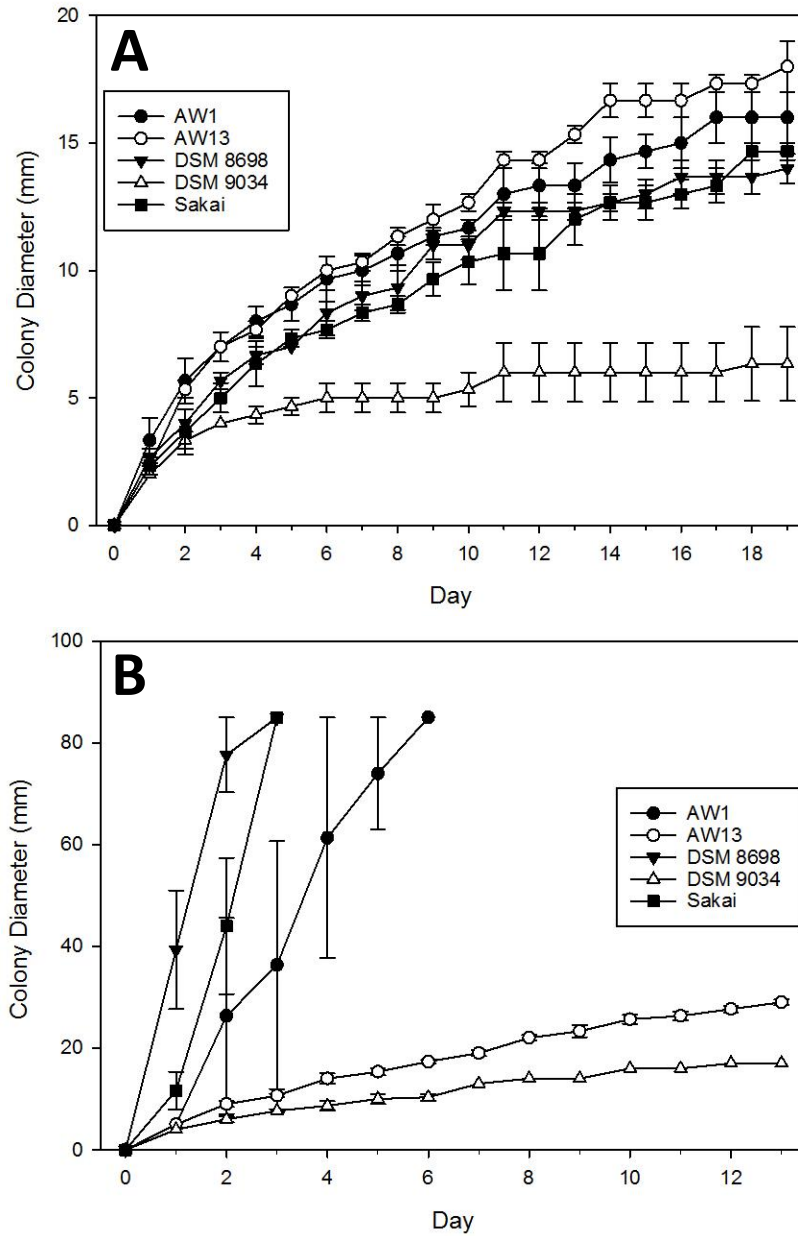 A
20
15
10
5
0
Colony Diameter (mm)
AW1
AW13
DSM 8698
DSM 9034
Sakai
0 2 4 6 8 10 12 14 16 18
Day
B
100
80
60
40
20
0
Colony Diameter (mm)
AW1
AW13
DSM 8698
DSM 9034
Sakai
0 2 4 6 8 10 12
Day